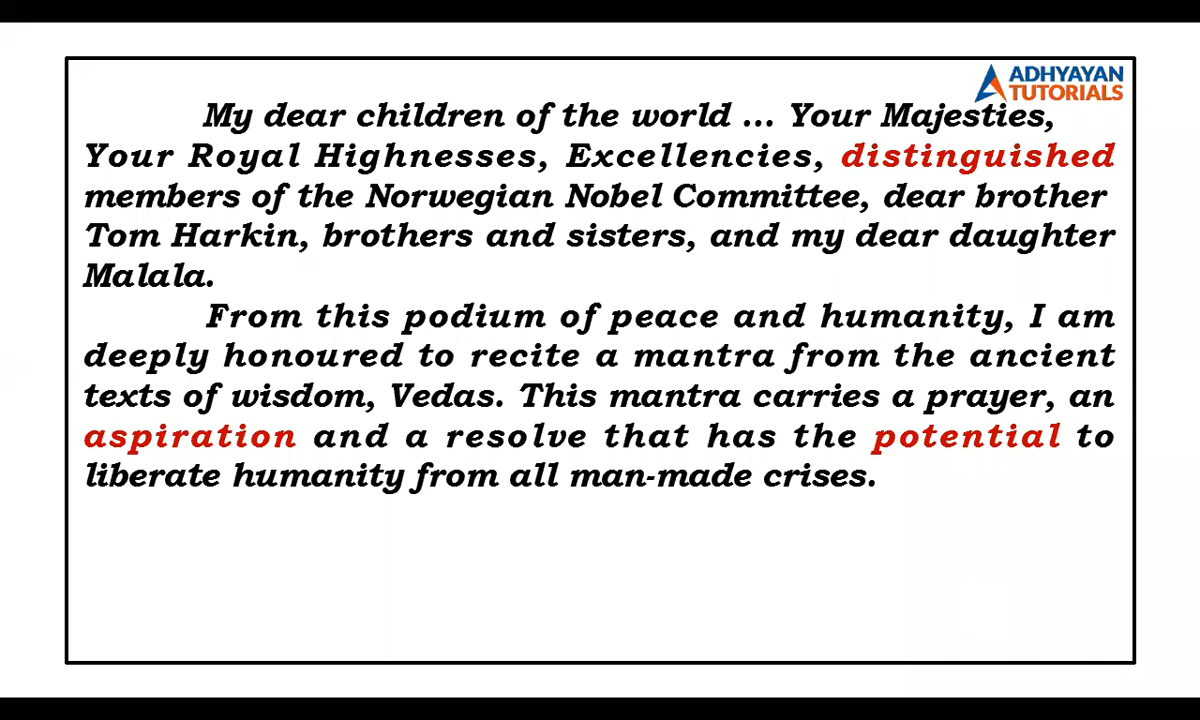 ADHYAYAN
TUTORIALS
My dear children of the world ... Your Majesties,
Your Royal Highnesses, Excellencies, distinguished
members of the Norwegian Nobel Committee, dear brother
Tom Harkin, brothers and sisters, and my dear daughter
Malala.
From this podium of peace and humanity, I am
deeply honoured to recite a mantra from the ancient
texts of wisdom, Vedas. This mantra carries a prayer, an
aspiration and a resolve that has the potential to
liberate humanity from all man-made crises.